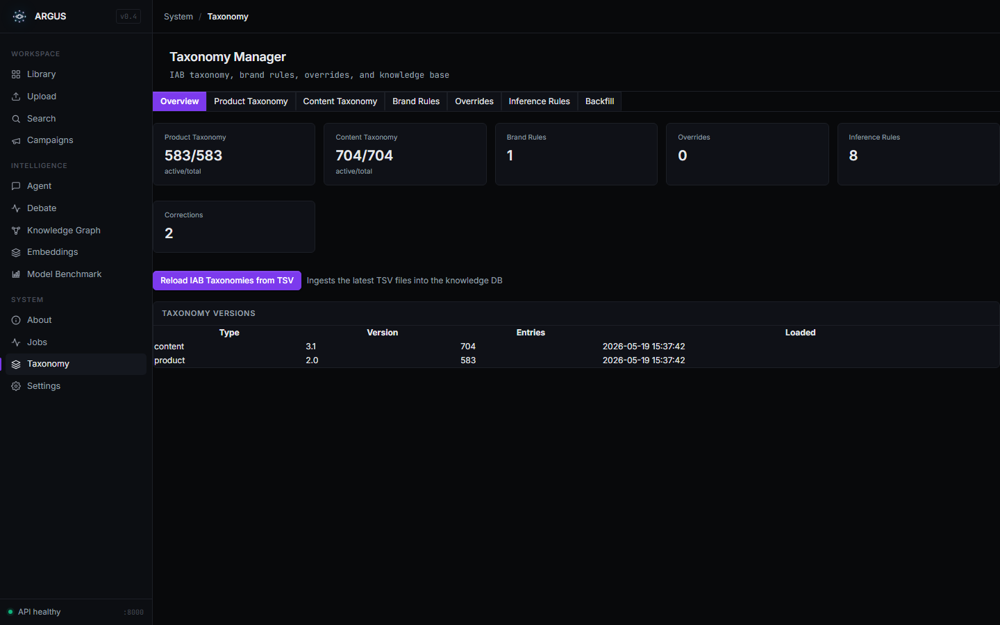 ARGUS
v0.4
System / Taxonomy
WORKSPACE
Library
Upload
Search
Campaigns
INTELLIGENCE
Agent
Debate
Knowledge Graph
Embeddings
Model Benchmark
SYSTEM
About
Jobs
Taxonomy
Settings
API healthy
:8000
Taxonomy Manager
IAB taxonomy, brand rules, overrides, and knowledge base
Overview Product Taxonomy Content Taxonomy Brand Rules Overrides Inference Rules Backfill
Product Taxonomy
583/583
active/total
Content Taxonomy
704/704
active/total
Brand Rules
1
Overrides
0
Inference Rules
8
Corrections
2
Reload IAB Taxonomies from TSV Ingests the latest TSV files into the knowledge DB
TAXONOMY VERSIONS
Type Version Entries Loaded
content 3.1 704 2026-05-19 15:37:42
product 2.0 583 2026-05-19 15:37:42